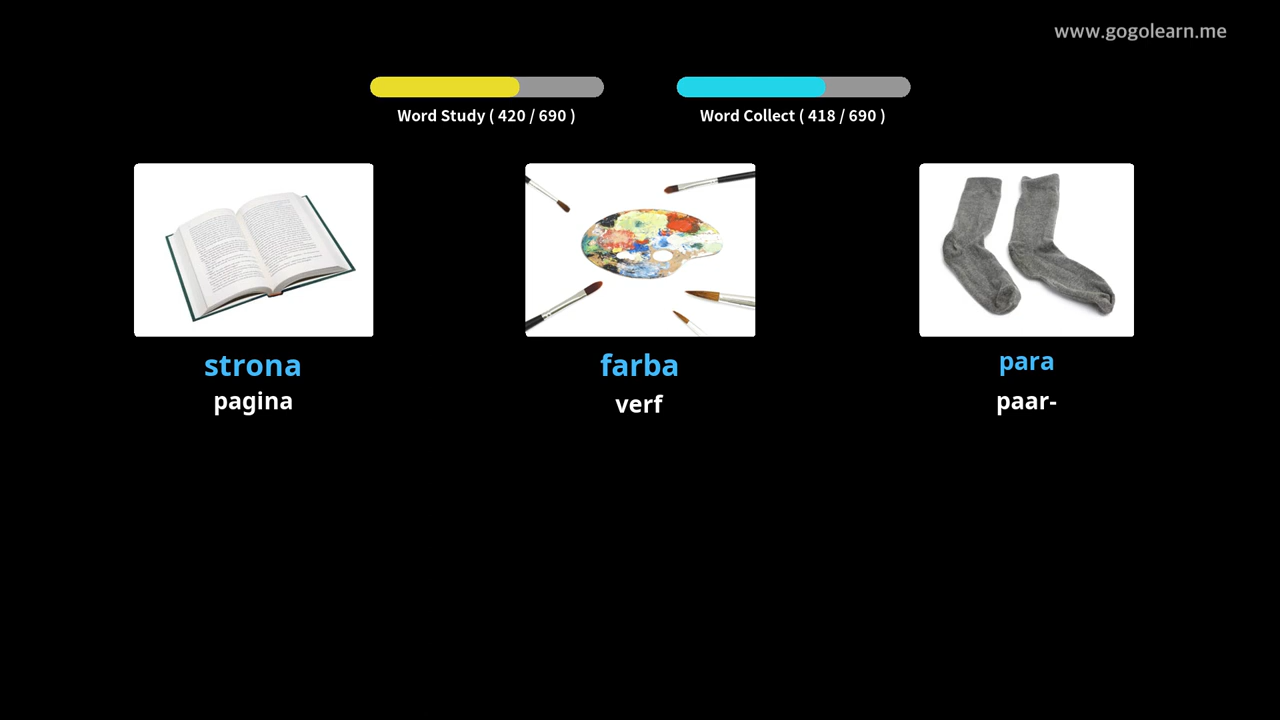 www.gogolearn.me
Word Study ( 420 / 690 )
Word Collect ( 418 / 690 )
strona
pagina
farba
verf
para
paar-